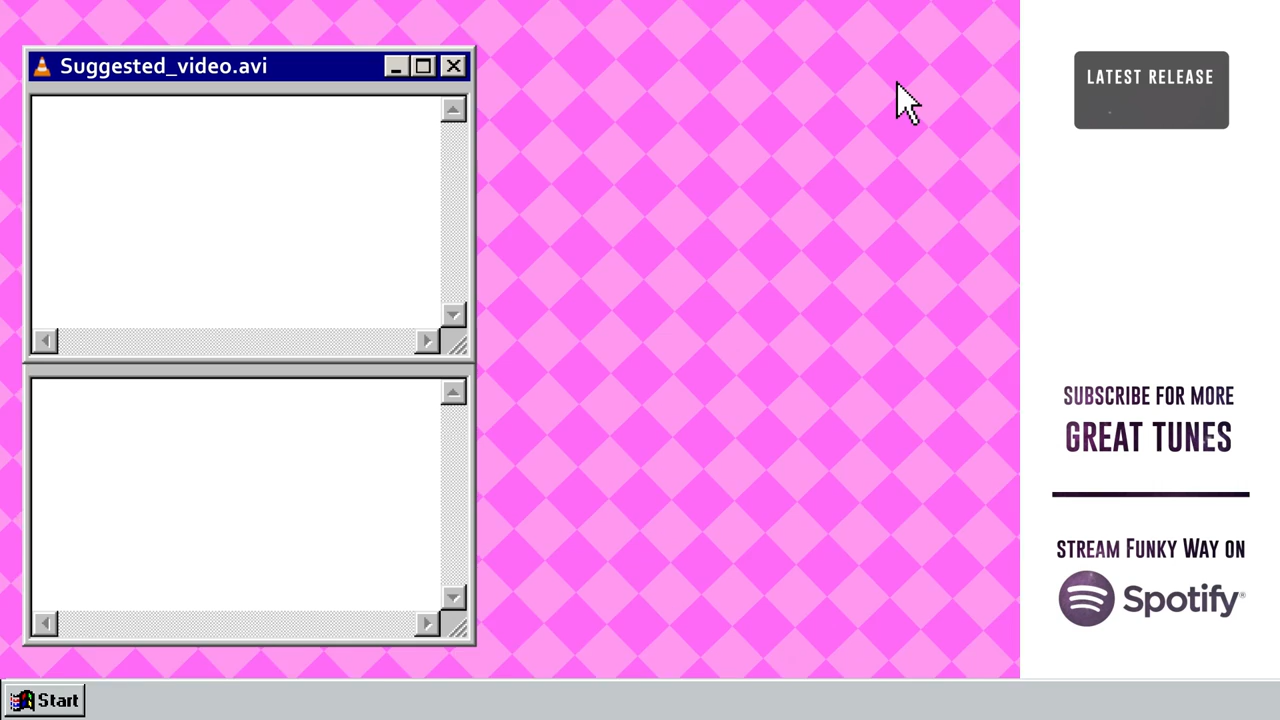 Suggested_video.avi
LATEST RELEASE
SUBSCRIBE FOR MORE
GREAT TUNES
STREAM FUNKY WAY ON
Spotify®
Start